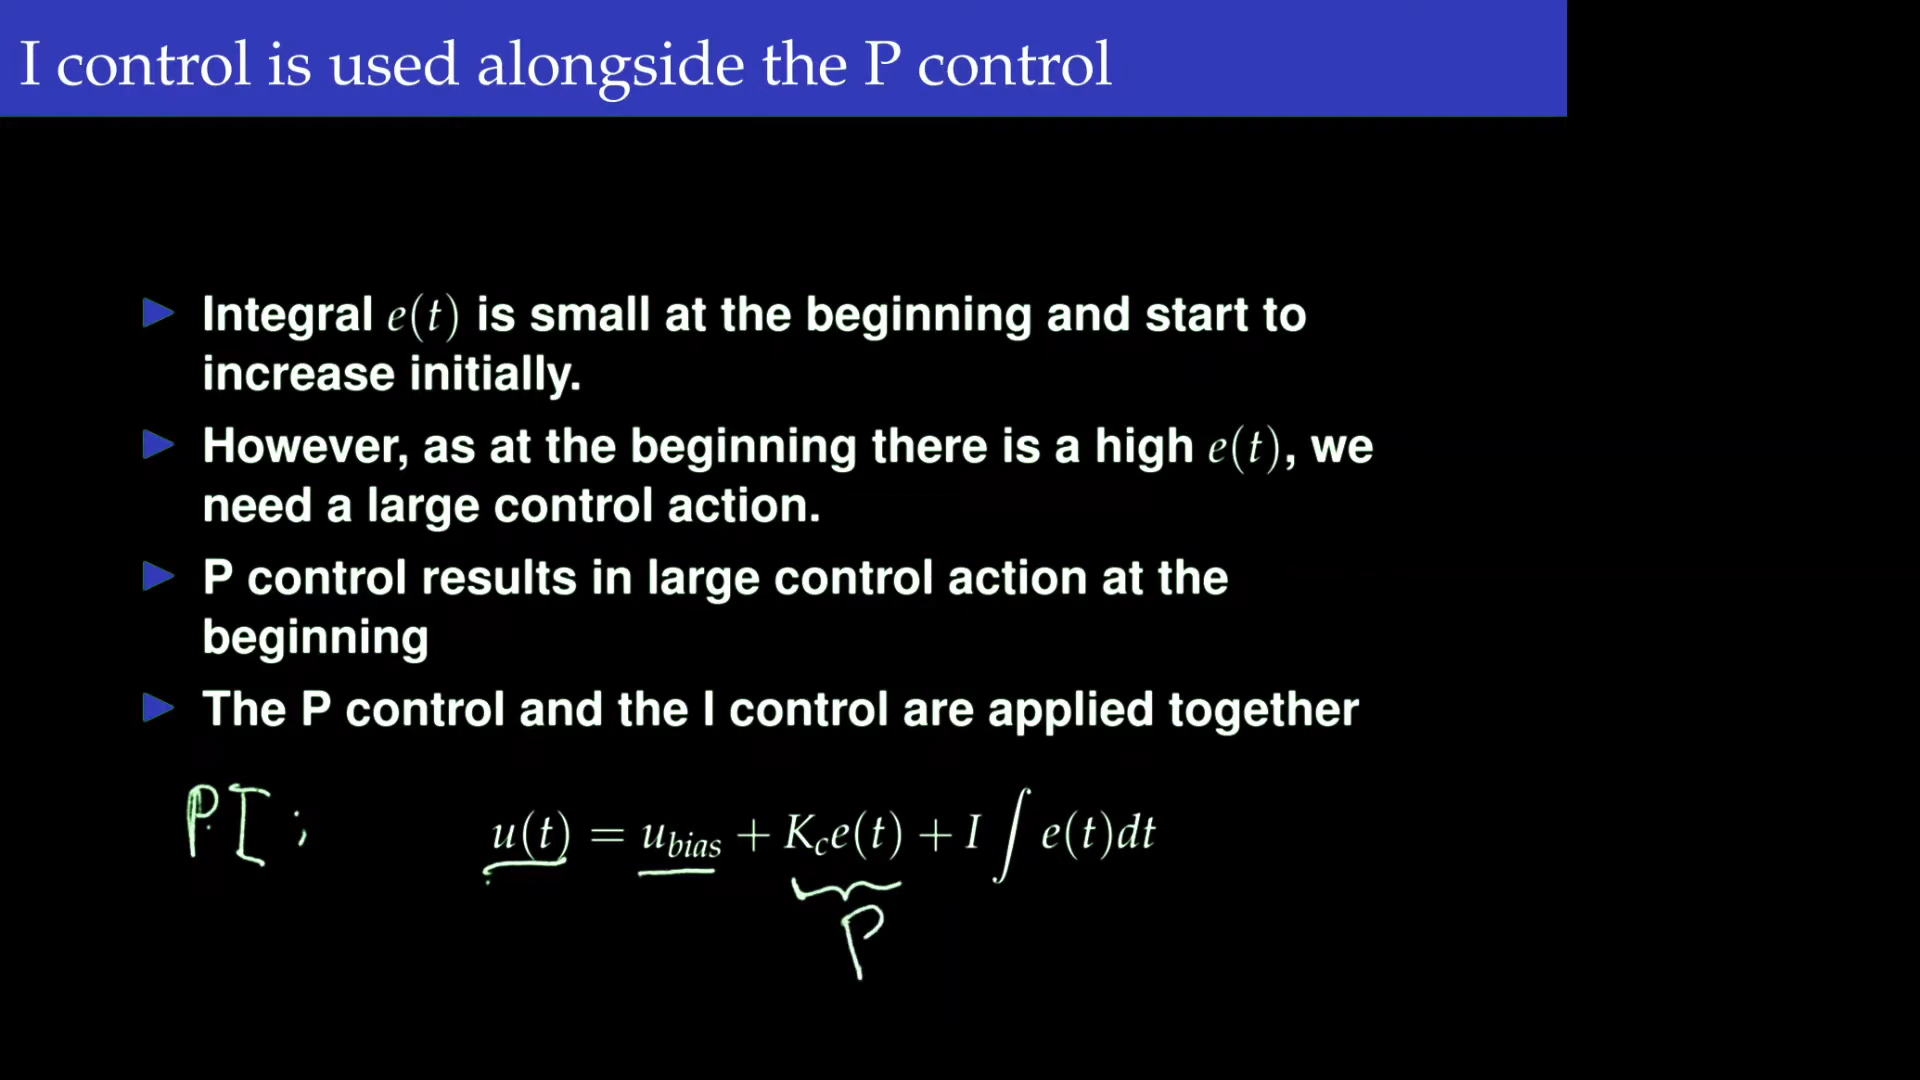 I control is used alongside the P control
Integral e(t) is small at the beginning and start to
increase initially.
However, as at the beginning there is a high e(t), we
need a large control action.
P control results in large control action at the
beginning
The P control and the I control are applied together
PI ; u(t) = u_bias + K_c e(t) + I ∫ e(t)dt
P